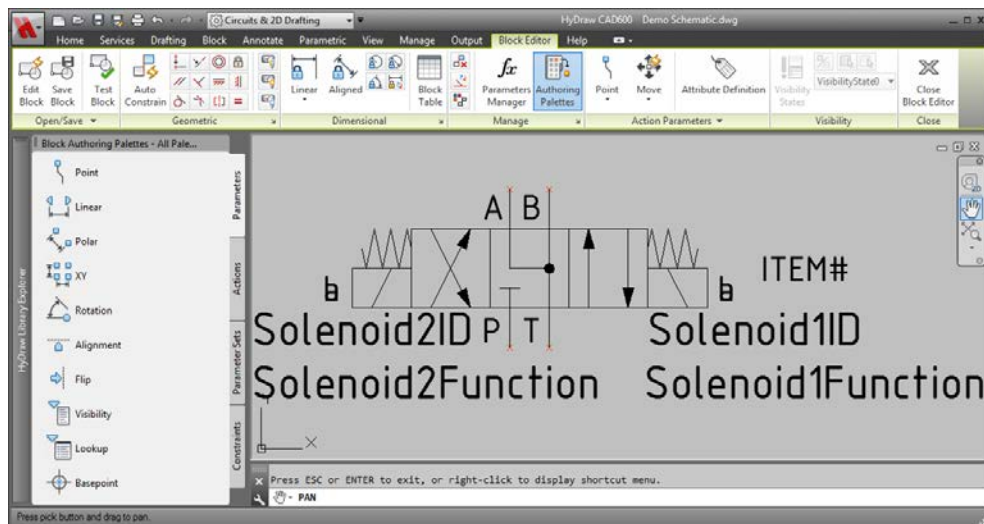 Circuits & 2D Drafting
HyDraw CAD600 Demo Schematic.dwg
Home Services Drafting Block Annotate Parametric View Manage Output Block Editor Help
Edit Block
Save Block
Test Block
Auto Constrain
Linear
Aligned
Block Table
fx
Parameters Manager
Authoring Palettes
Point
Move
Attribute Definition
Visibility States
VisibilityState0
Close Block Editor
Open/Save
Geometric
Dimensional
Manage
Action Parameters
Visibility
Close
Block Authoring Palettes - All Pale...
Point
Linear
Polar
XY
Rotation
Alignment
Flip
Visibility
Lookup
Basepoint
Parameters
Actions
Parameter Sets
Constraints
HyDraw Library Explorer
A B
ITEM#
Solenoid2ID P T Solenoid1ID
Solenoid2Function Solenoid1Function
X
Press ESC or ENTER to exit, or right-click to display shortcut menu.
PAN
Press pick button and drag to pan.